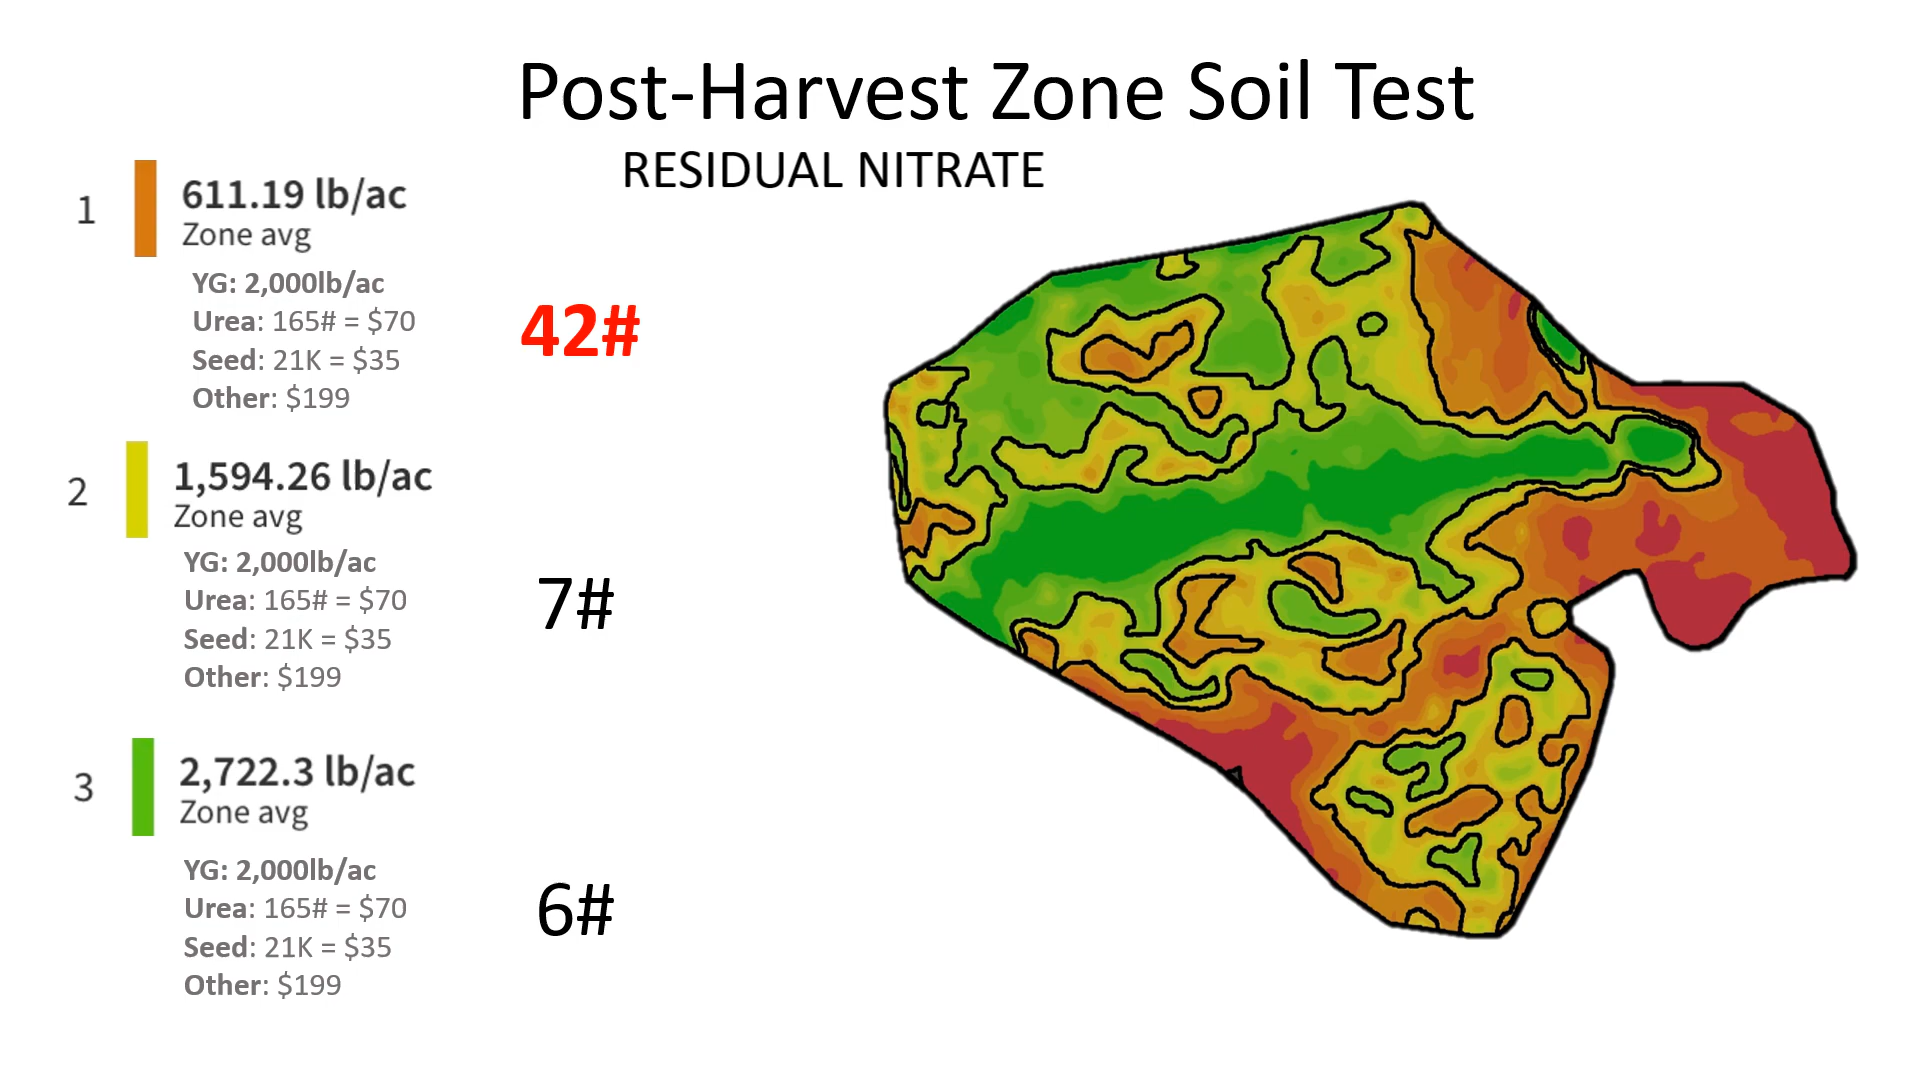 Post-Harvest Zone Soil Test
RESIDUAL NITRATE
1
611.19 lb/ac
Zone avg
YG: 2,000lb/ac
Urea: 165# = $70
Seed: 21K = $35
Other: $199
42#
2
1,594.26 lb/ac
Zone avg
YG: 2,000lb/ac
Urea: 165# = $70
Seed: 21K = $35
Other: $199
7#
3
2,722.3 lb/ac
Zone avg
YG: 2,000lb/ac
Urea: 165# = $70
Seed: 21K = $35
Other: $199
6#